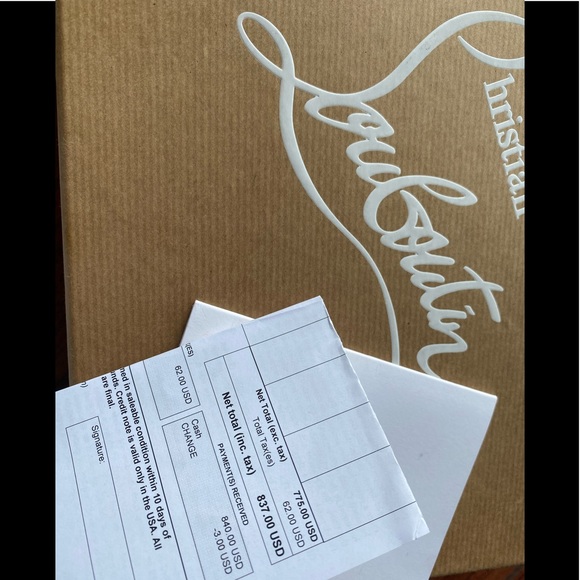 Christian
Louboutin
Net Total (exc. tax) 775.00 USD
Total Tax(es) 62.00 USD
Net total (inc. tax) 837.00 USD
PAYMENT(S) RECEIVED
Cash 840.00 USD
CHANGE -3.00 USD
(ES)
62.00 USD
ned in saleable condition within 10 days of
nds. Credit note is valid only in the USA. All
are final.
Signature: